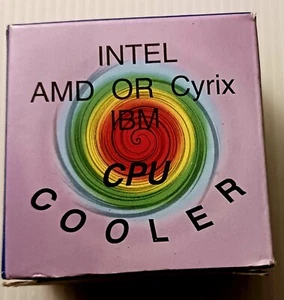 INTEL
AMD OR Cyrix
IBM
CPU
COOLER